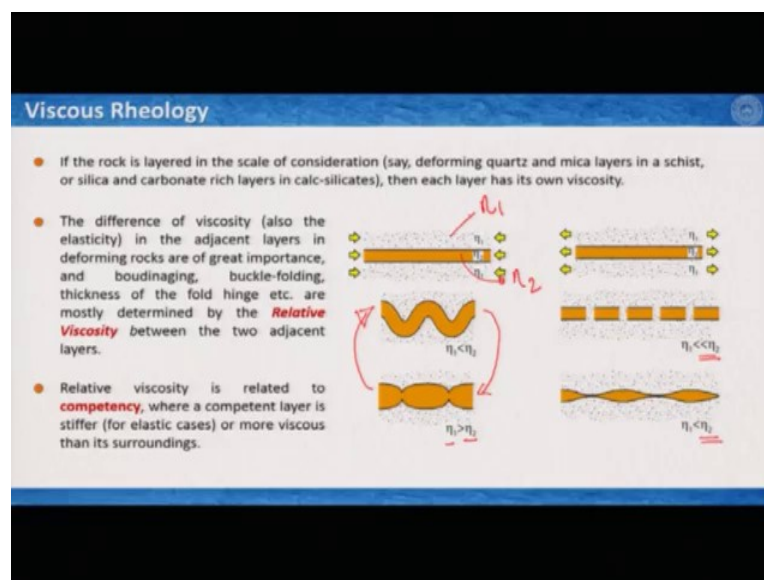 Viscous Rheology
If the rock is layered in the scale of consideration (say, deforming quartz and mica layers in a schist,
or silica and carbonate rich layers in calc-silicates), then each layer has its own viscosity.
The difference of viscosity (also the
elasticity) in the adjacent layers in
deforming rocks are of great importance,
and boudinaging, buckle-folding,
thickness of the fold hinge etc. are
mostly determined by the Relative
Viscosity between the two adjacent
layers.
Relative viscosity is related to
competency, where a competent layer is
stiffer (for elastic cases) or more viscous
than its surroundings.
η₁
η₂
η₁
η₁
η₂
η₁<η₂
η₁>η₂
η₁
η₁
η₁<<η₂
η₁<η₂